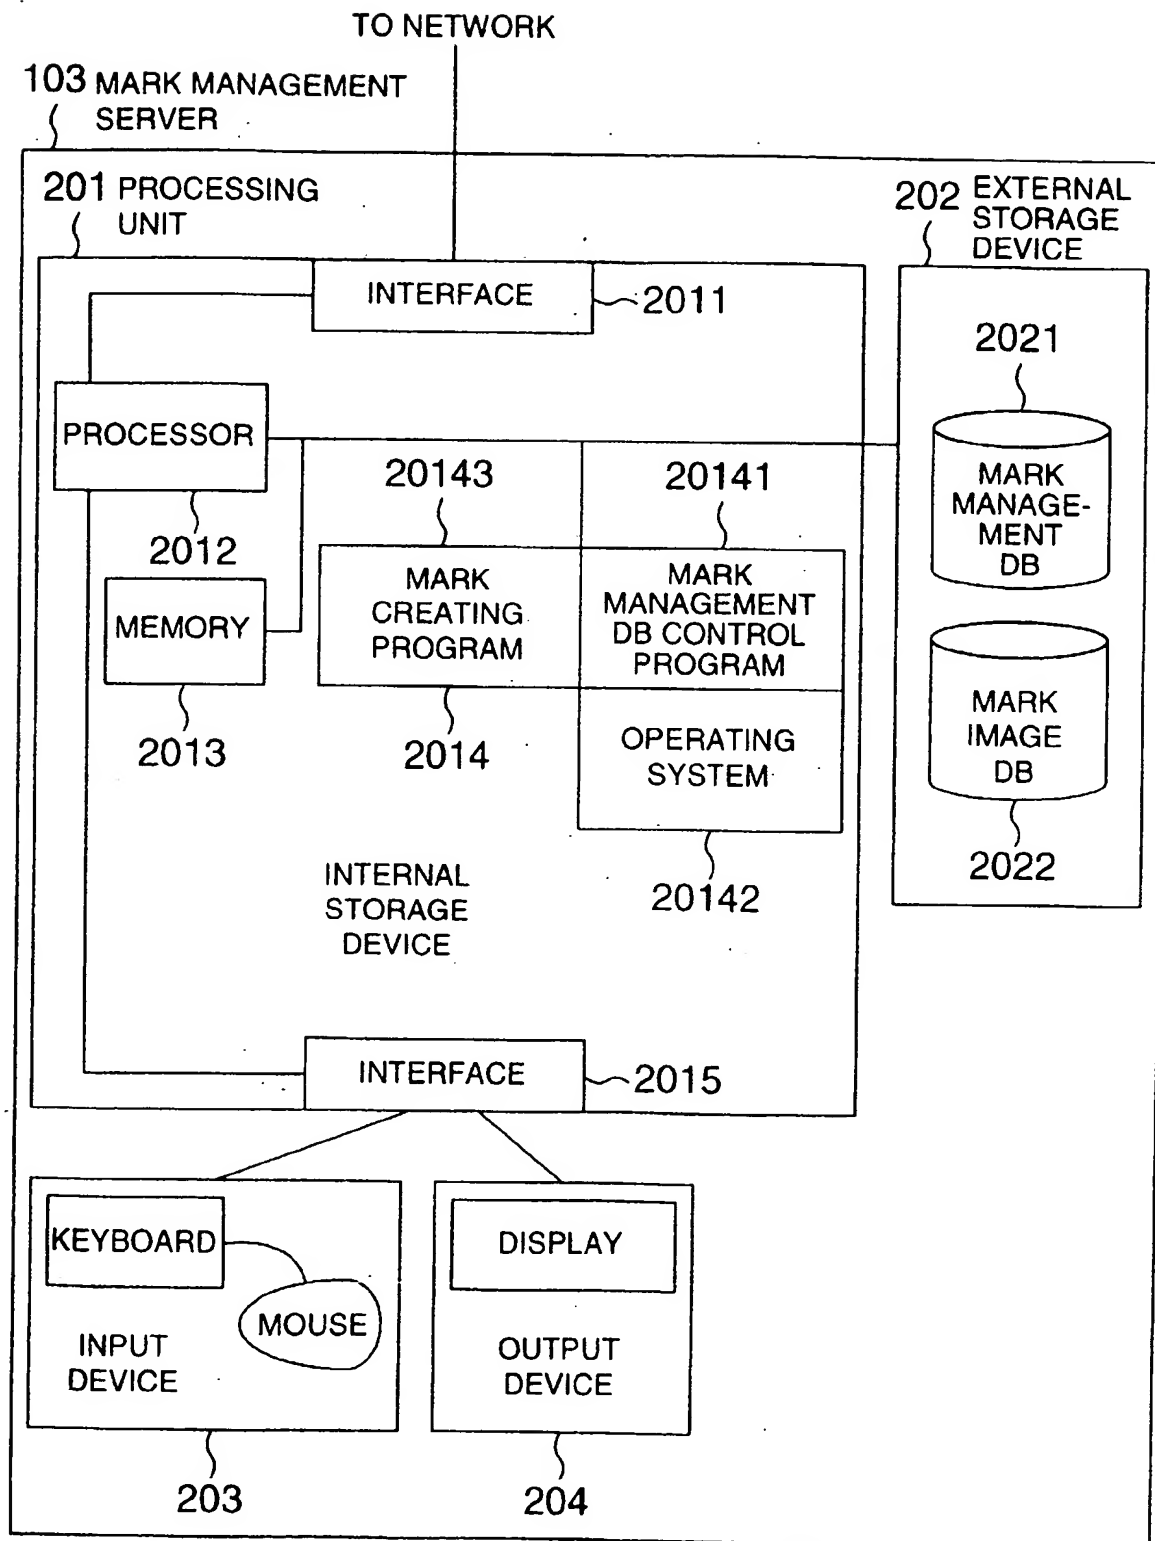 TO NETWORK
103 MARK MANAGEMENT
SERVER
201 PROCESSING
UNIT
202 EXTERNAL
STORAGE
DEVICE
INTERFACE
2011
2021
PROCESSOR
2012
20143
20141
MARK
MANAGE-
MENT
DB
MEMORY
2013
MARK
CREATING
PROGRAM
MARK
MANAGEMENT
DB CONTROL
PROGRAM
2014
OPERATING
SYSTEM
MARK
IMAGE
DB
2022
20142
INTERNAL
STORAGE
DEVICE
INTERFACE
2015
KEYBOARD
MOUSE
INPUT
DEVICE
203
DISPLAY
OUTPUT
DEVICE
204